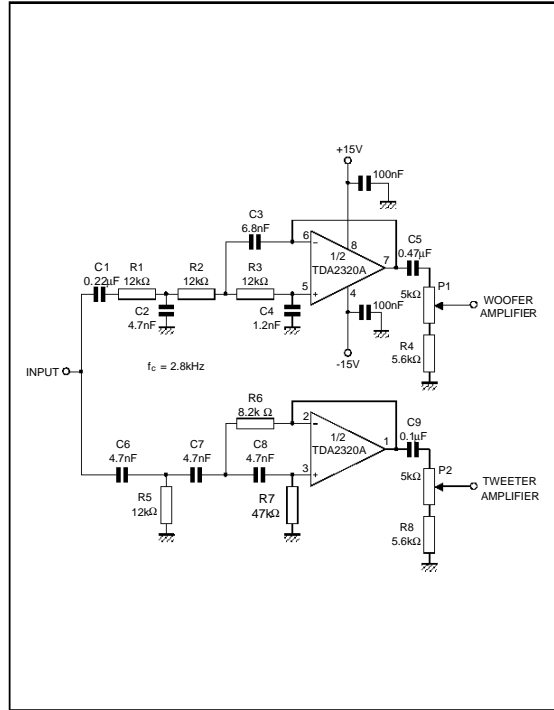 +15V
100nF
C3
6.8nF
6
8
1/2
TDA2320A
7
C5
0.47µF
C1
0.22µF
R1
12kΩ
R2
12kΩ
R3
12kΩ
5
4
P1
5kΩ
WOOFER
AMPLIFIER
C2
4.7nF
C4
1.2nF
100nF
R4
5.6kΩ
-15V
INPUT
fc = 2.8kHz
R6
8.2k Ω
2
1/2
TDA2320A
1
C9
0.1µF
C6
4.7nF
C7
4.7nF
C8
4.7nF
3
P2
5kΩ
TWEETER
AMPLIFIER
R5
12kΩ
R7
47kΩ
R8
5.6kΩ